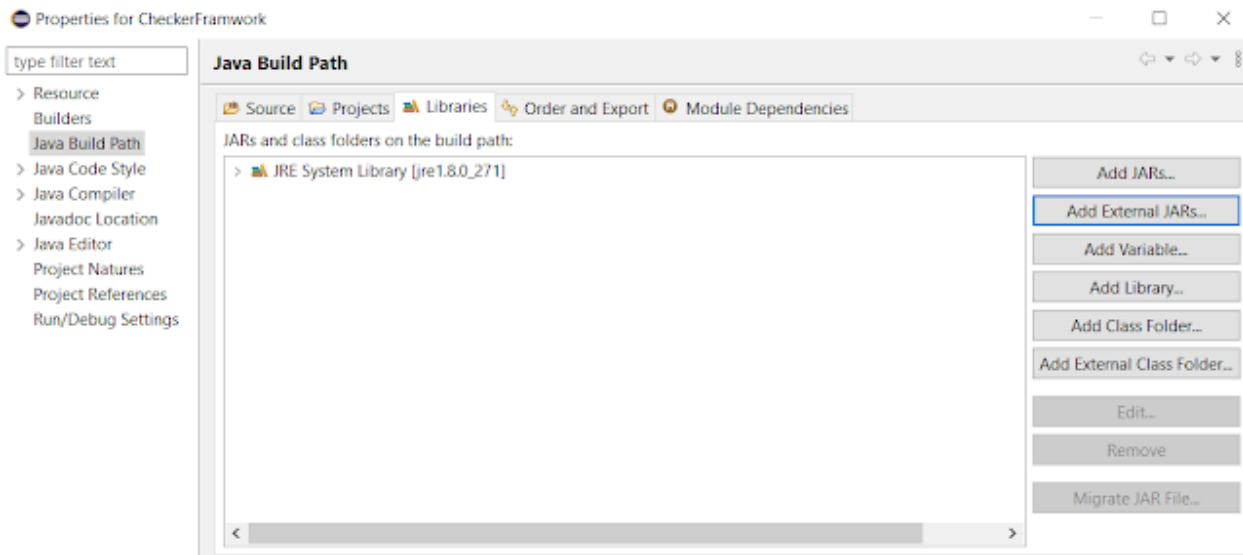 Properties for CheckerFramwork
type filter text
Resource
Builders
Java Build Path
Java Code Style
Java Compiler
Javadoc Location
Java Editor
Project Natures
Project References
Run/Debug Settings
Java Build Path
Source Projects Libraries Order and Export Module Dependencies
JARs and class folders on the build path:
JRE System Library [jre1.8.0_271]
Add JARs...
Add External JARs...
Add Variable...
Add Library...
Add Class Folder...
Add External Class Folder...
Edit...
Remove
Migrate JAR File...